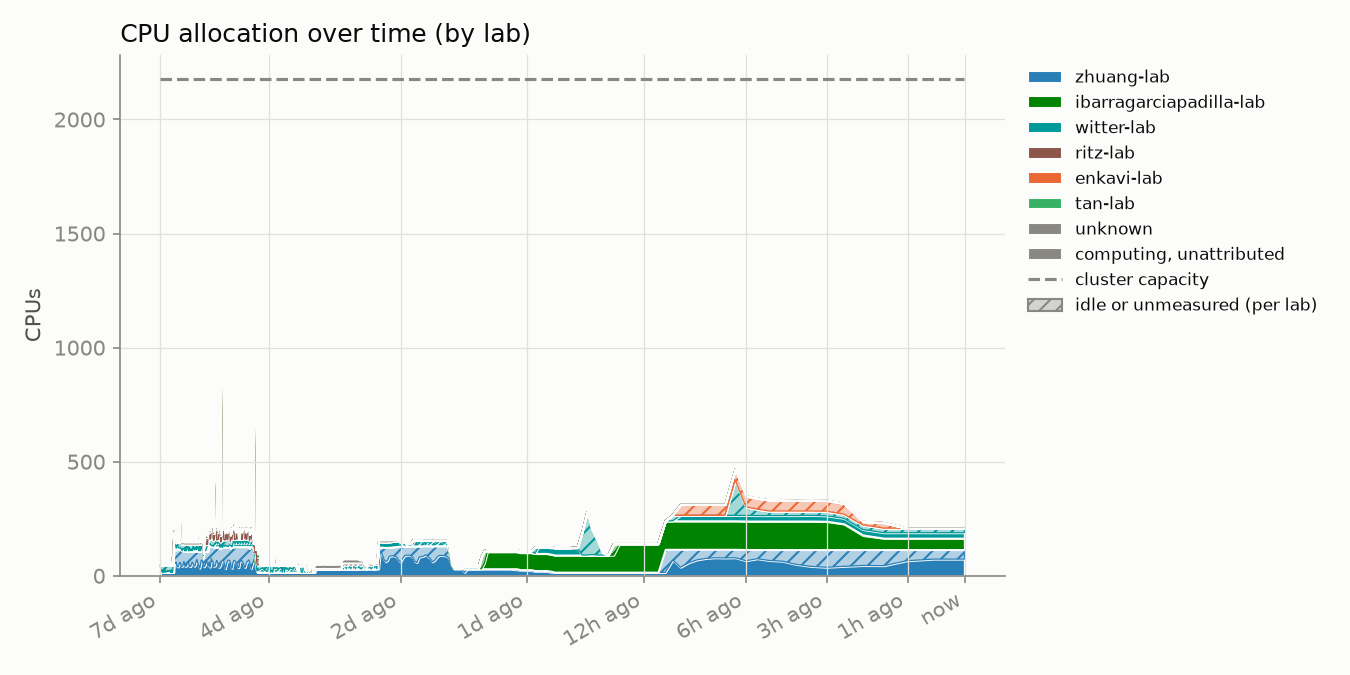 CPU allocation over time (by lab)
CPUs
2000
1500
1000
500
0
7d ago
4d ago
2d ago
1d ago
12h ago
6h ago
3h ago
1h ago
now
zhuang-lab
ibarragarciapadilla-lab
witter-lab
ritz-lab
enkavi-lab
tan-lab
unknown
computing, unattributed
cluster capacity
idle or unmeasured (per lab)